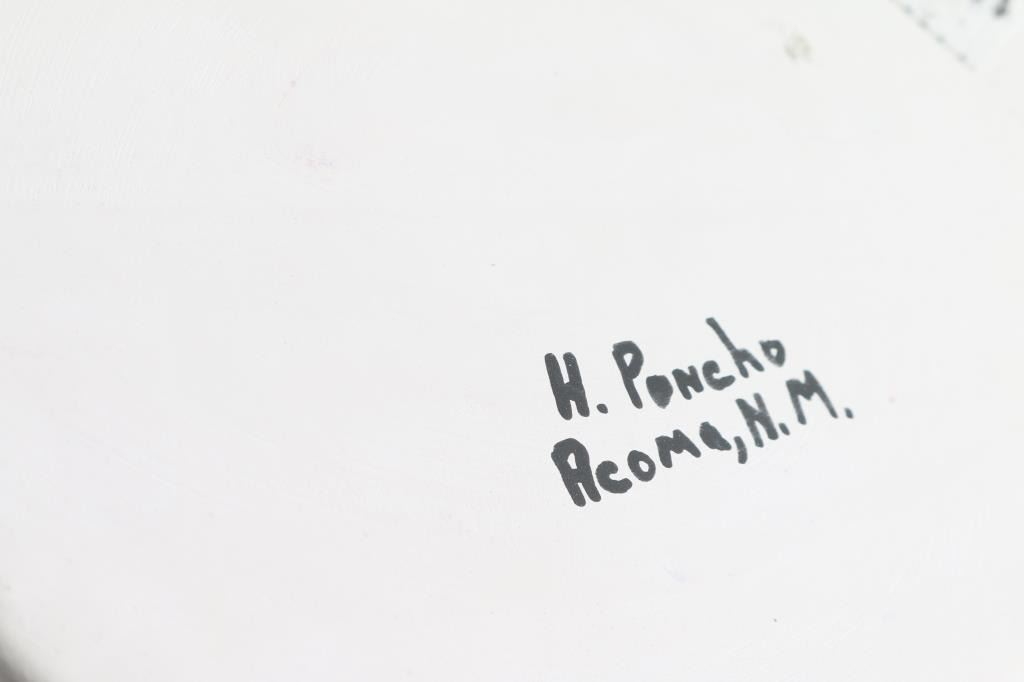 H. Poncho
Acoma, N.M.